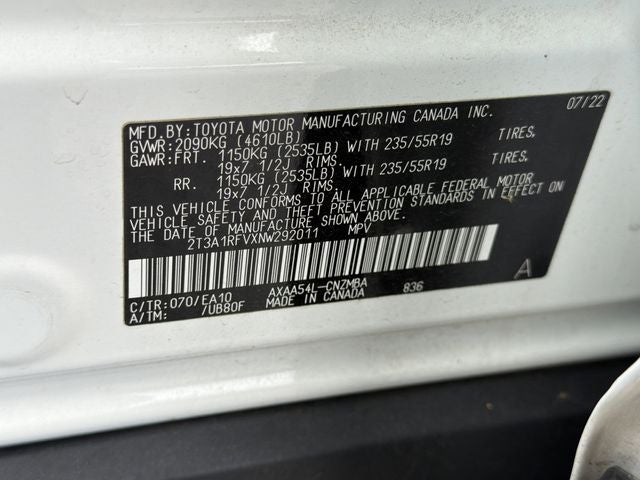 07/22
MFD.BY:TOYOTA MOTOR MANUFACTURING CANADA INC.
GVWR:2090KG (4610LB)
GAWR:FRT. 1150KG (2535LB) WITH 235/55R19 TIRES.
19x7 1/2J RIMS.
RR. 1150KG (2535LB) WITH 235/55R19 TIRES.
19x7 1/2J RIMS.
THIS VEHICLE CONFORMS TO ALL APPLICABLE FEDERAL MOTOR
VEHICLE SAFETY AND THEFT PREVENTION STANDARDS IN EFFECT ON
THE DATE OF MANUFACTURE SHOWN ABOVE.
2T3A1RFVXNW292011 MPV
C/TR:070/EA10 AXAA54L-CNZMBA 836 A
A/TM: /UB80F MADE IN CANADA